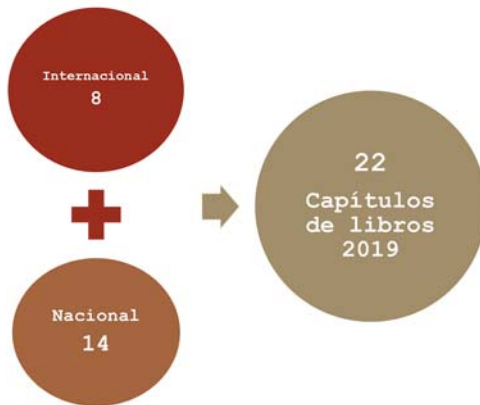 Internacional
8
Nacional
14
22
Capítulos
de libros
2019